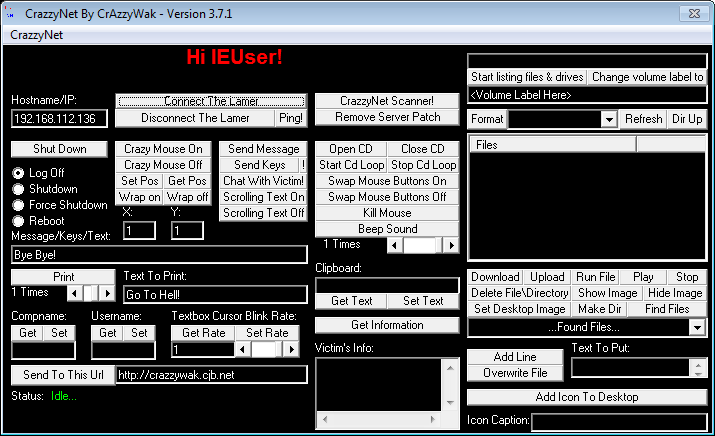 CrazzyNet By CrAzzyWak - Version 3.7.1
CrazzyNet
Hi IEUser!
Hostname/IP:
192.168.112.136
Connect The Lamer
Disconnect The Lamer
Ping!
CrazzyNet Scanner!
Remove Server Patch
Start listing files & drives
Change volume label to
<Volume Label Here>
Format
Refresh
Dir Up
Files
Shut Down
Log Off
Shutdown
Force Shutdown
Reboot
Crazy Mouse On
Crazy Mouse Off
Set Pos
Get Pos
Wrap on
Wrap off
X:
Y:
1
1
Send Message
Send Keys
!
Chat With Victim!
Scrolling Text On
Scrolling Text Off
Open CD
Close CD
Start Cd Loop
Stop Cd Loop
Swap Mouse Buttons On
Swap Mouse Buttons Off
Kill Mouse
Beep Sound
1 Times
Message/Keys/Text:
Bye Bye!
Print
1 Times
Text To Print:
Go To Hell!
Clipboard:
Get Text
Set Text
Get Information
Victim's Info:
Compname:
Get
Set
Username:
Get
Set
Textbox Cursor Blink Rate:
Get Rate
Set Rate
1
Send To This Url
http://crazzywak.cjb.net
Status:
Idle...
Download
Upload
Run File
Play
Stop
Delete File\Directory
Show Image
Hide Image
Set Desktop Image
Make Dir
Find Files
...Found Files...
Add Line
Overwrite File
Text To Put:
Add Icon To Desktop
Icon Caption: